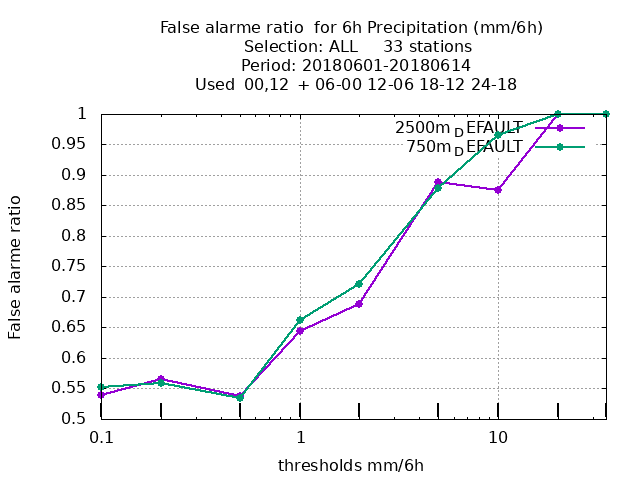 False alarme ratio  for 6h Precipitation (mm/6h)
Selection: ALL     33 stations
Period: 20180601-20180614
Used  00,12  + 06-00 12-06 18-12 24-18
2500m_DEFAULT
750m_DEFAULT
1
0.95
0.9
0.85
0.8
0.75
0.7
0.65
0.6
0.55
0.5
False alarme ratio
0.1
1
10
thresholds mm/6h